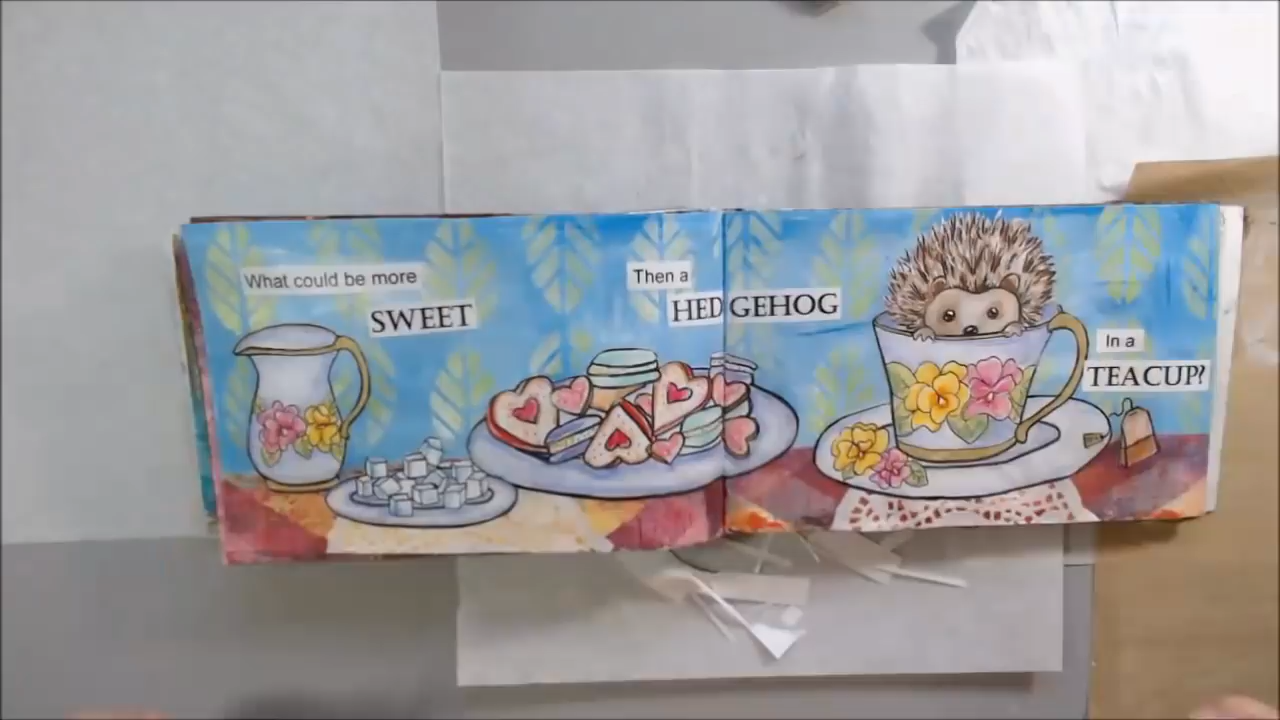 What could be more
SWEET
Then a
HEDGEHOG
In a
TEACUP?